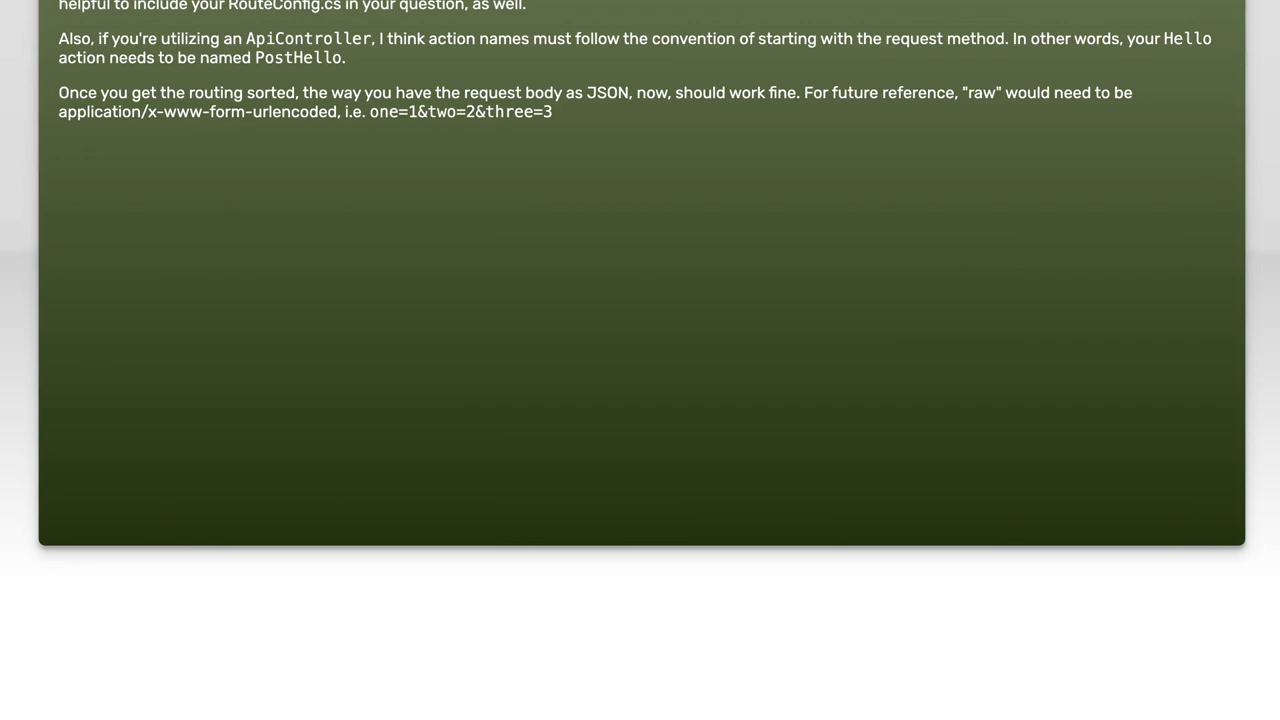 helpful to include your RouteConfig.cs in your question, as well.
Also, if you're utilizing an ApiController, I think action names must follow the convention of starting with the request method. In other words, your Hello
action needs to be named PostHello.
Once you get the routing sorted, the way you have the request body as JSON, now, should work fine. For future reference, "raw" would need to be
application/x-www-form-urlencoded, i.e. one=1&two=2&three=3